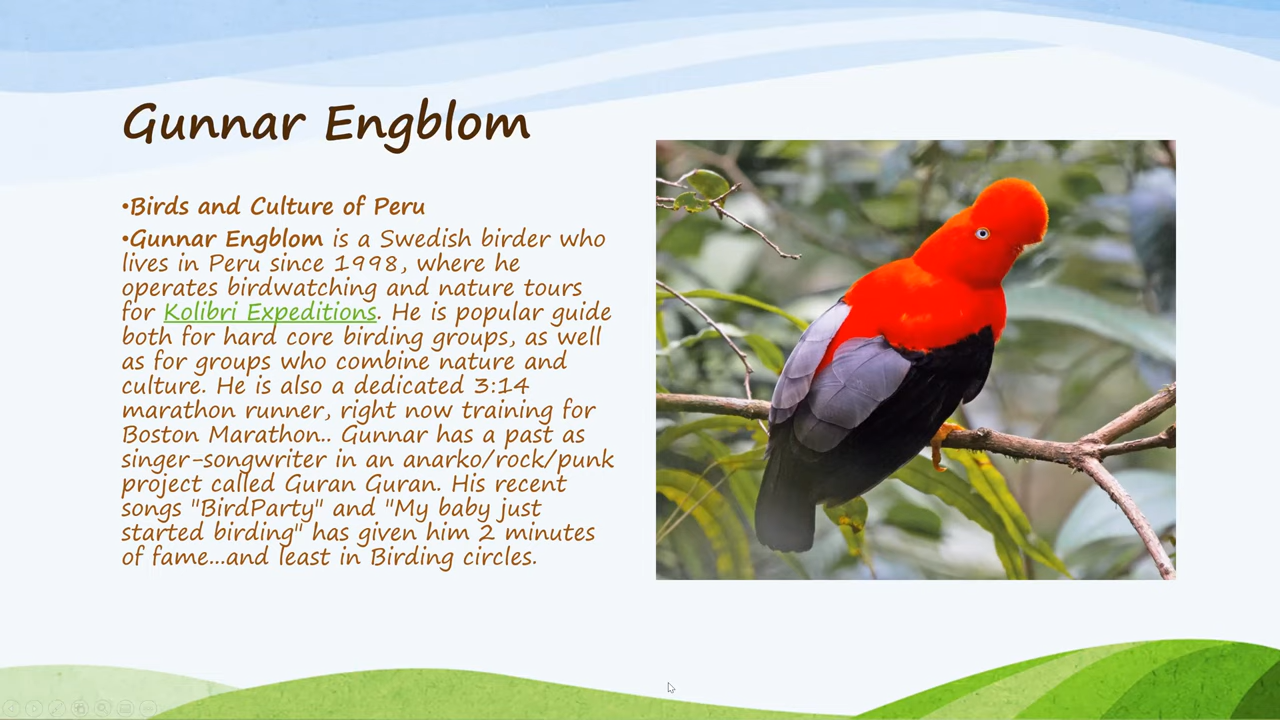 Gunnar Engblom
•Birds and Culture of Peru
•Gunnar Engblom is a Swedish birder who
lives in Peru since 1998, where he
operates birdwatching and nature tours
for Kolibri Expeditions. He is popular guide
both for hard core birding groups, as well
as for groups who combine nature and
culture. He is also a dedicated 3:14
marathon runner, right now training for
Boston Marathon.. Gunnar has a past as
singer-songwriter in an anarko/rock/punk
project called Guran Guran. His recent
songs "BirdParty" and "My baby just
started birding" has given him 2 minutes
of fame...and least in Birding circles.